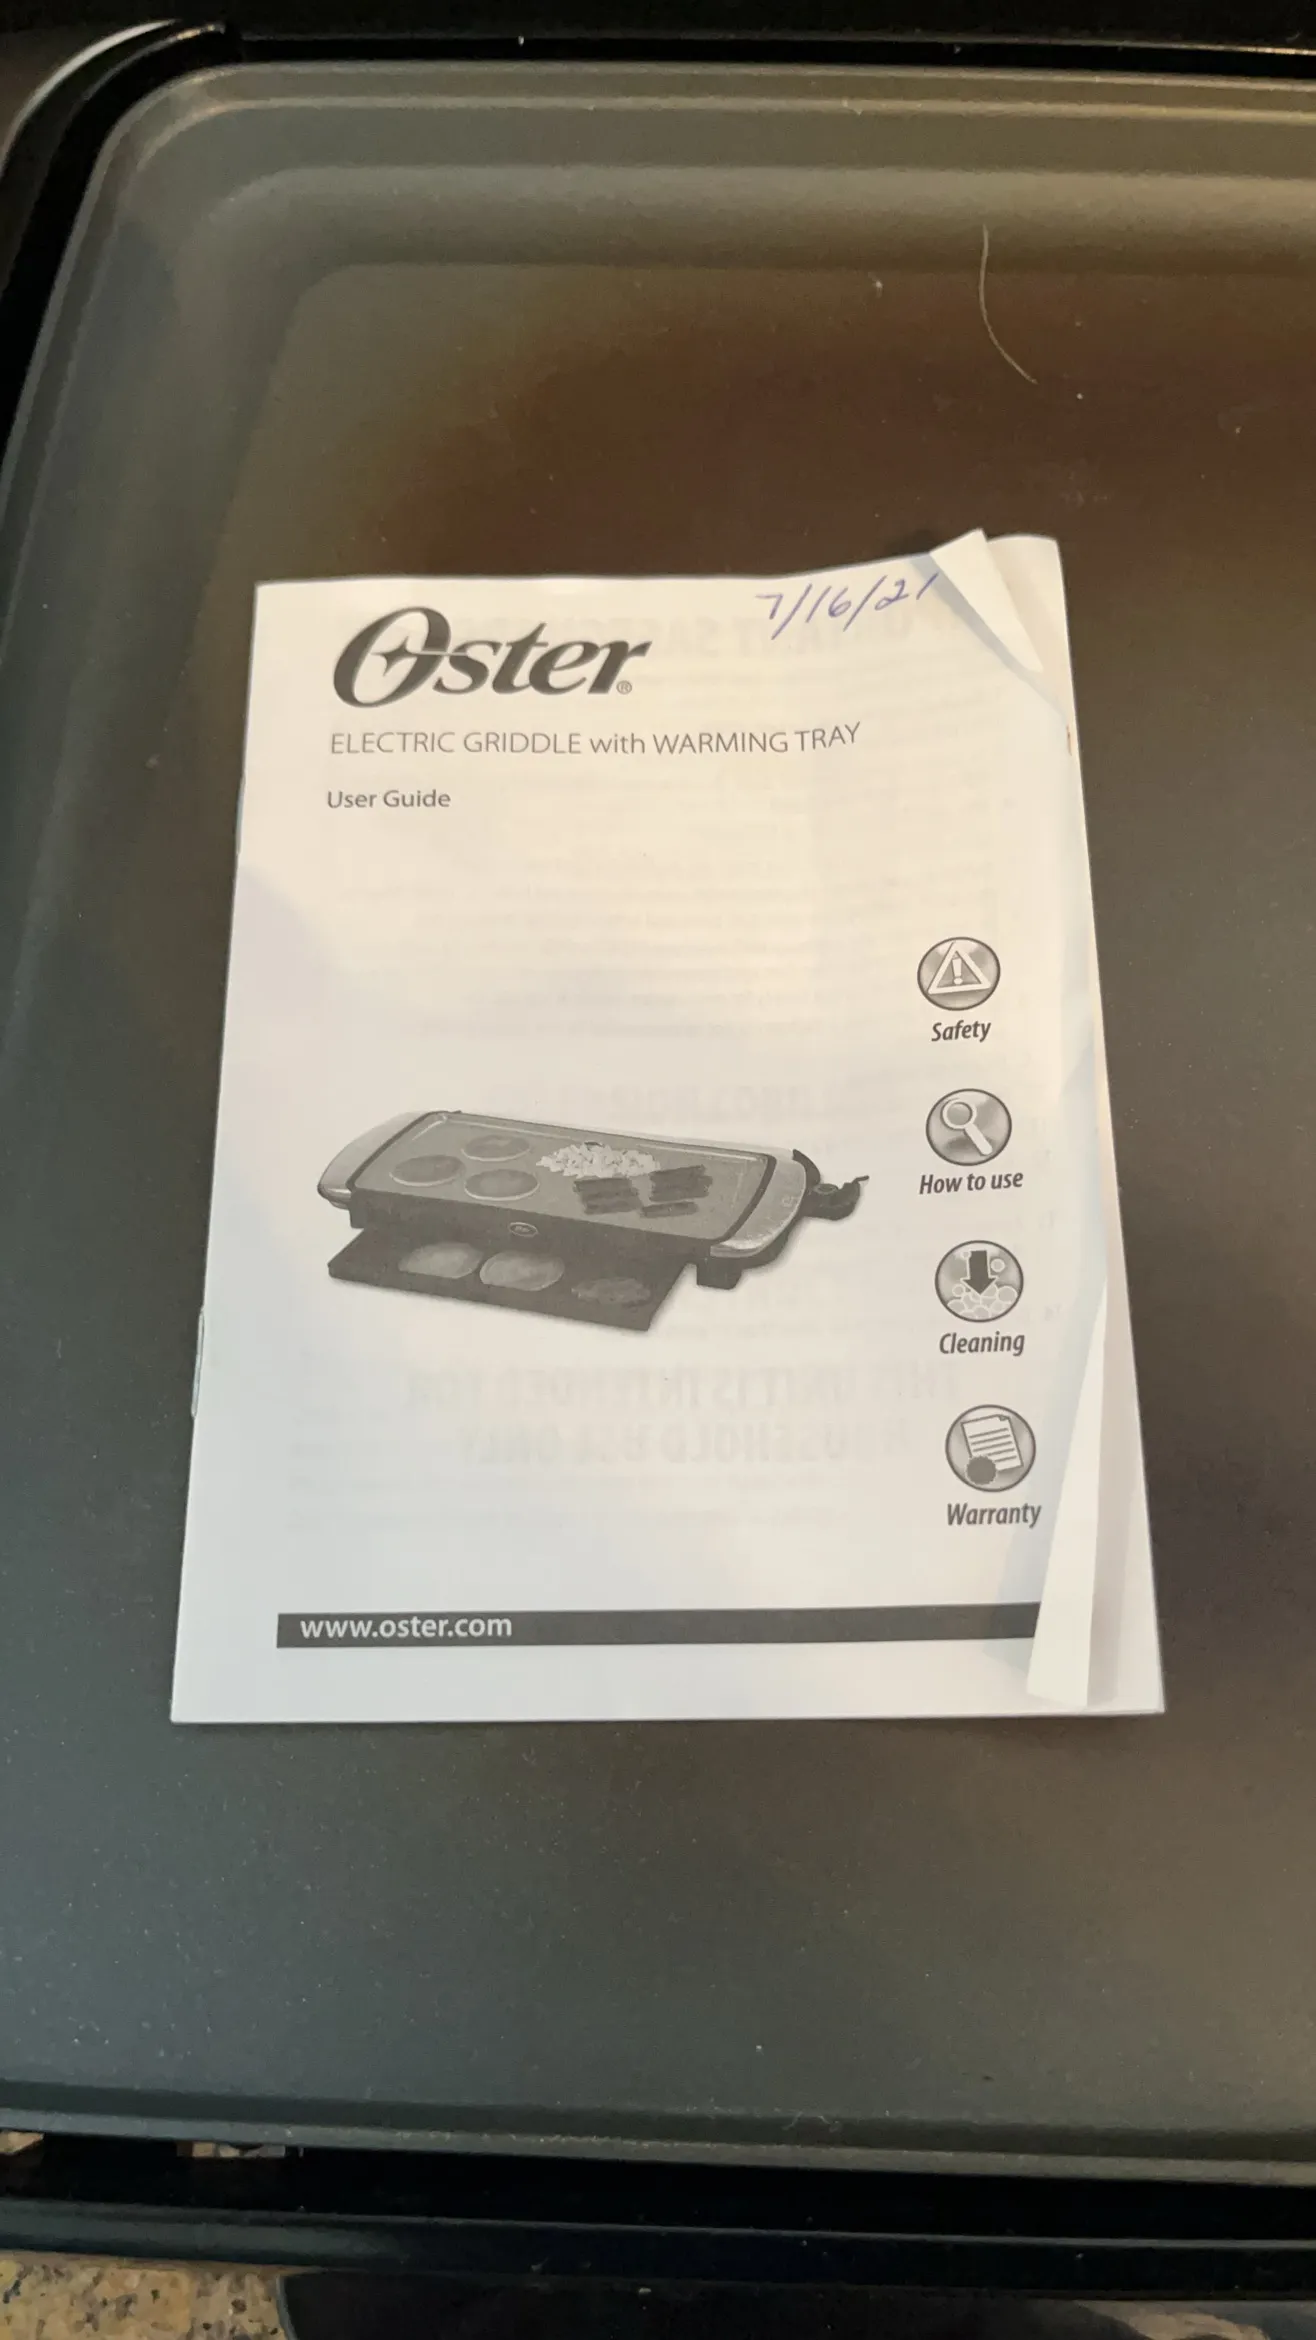 7/16/21
Oster®
ELECTRIC GRIDDLE with WARMING TRAY
User Guide
Safety
How to use
Cleaning
Warranty
www.oster.com